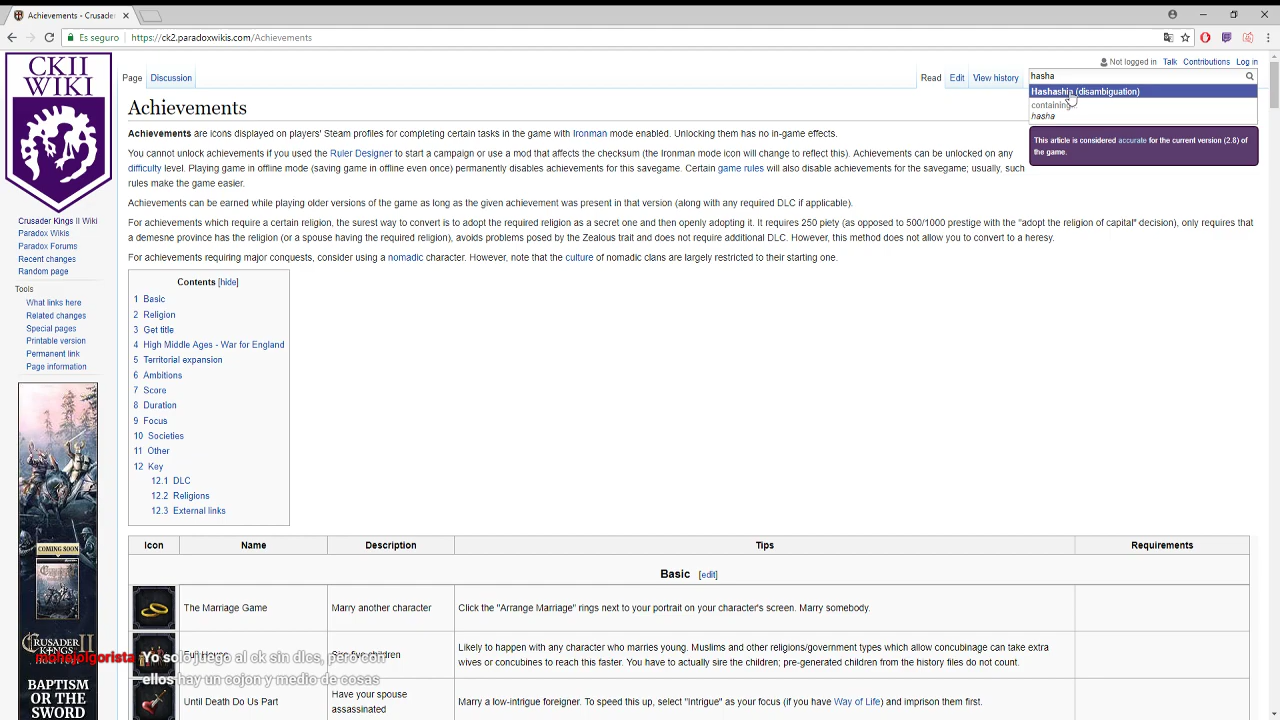 Achievements - Crusader
Es seguro
https://ck2.paradoxwikis.com/Achievements
CKII
WIKI
Not logged in Talk Contributions Log in
Page Discussion
Read Edit View history
hasha
Hashashin (disambiguation)
containing...
hasha
This article is considered accurate for the current version (2.8) of
the game.
Achievements
Achievements are icons displayed on players' Steam profiles for completing certain tasks in the game with Ironman mode enabled. Unlocking them has no in-game effects.
You cannot unlock achievements if you used the Ruler Designer to start a campaign or use a mod that affects the checksum (the Ironman mode icon will change to reflect this). Achievements can be unlocked on any
difficulty level. Playing game in offline mode (saving game in offline even once) permanently disables achievements for this savegame. Certain game rules will also disable achievements for the savegame; usually, such
rules make the game easier.
Achievements can be earned while playing older versions of the game as long as the given achievement was present in that version (along with any required DLC if applicable).
For achievements which require a certain religion, the surest way to convert is to adopt the required religion as a secret one and then openly adopting it. It requires 250 piety (as opposed to 500/1000 prestige with the "adopt the religion of capital" decision), only requires that
a demesne province has the religion (or a spouse having the required religion), avoids problems posed by the Zealous trait and does not require additional DLC. However, this method does not allow you to convert to a heresy.
For achievements requiring major conquests, consider using a nomadic character. However, note that the culture of nomadic clans are largely restricted to their starting one.
Crusader Kings II Wiki
Paradox Wikis
Paradox Forums
Recent changes
Random page
Tools
What links here
Related changes
Special pages
Printable version
Permanent link
Page information
Contents [hide]
1 Basic
2 Religion
3 Get title
4 High Middle Ages - War for England
5 Territorial expansion
6 Ambitions
7 Score
8 Duration
9 Focus
10 Societies
11 Other
12 Key
12.1 DLC
12.2 Religions
12.3 External links
Icon Name Description Tips Requirements
Basic [edit]
The Marriage Game Marry another character Click the "Arrange Marriage" rings next to your portrait on your character's screen. Marry somebody.
Likely to happen with any character who marries young. Muslims and other government types which allow concubinage can take extra
wives or concubines to reach this faster. You have to actually sire the children; pre-generated children from the history files do not count.
Until Death Do Us Part Have your spouse
assassinated
Marry a low-intrigue foreigner. To speed this up, select "Intrigue" as your focus (if you have Way of Life) and imprison them first.
COMING SOON
CRUSADER
KINGS II
BAPTISM
OR THE
SWORD
Yo solo juego al ck sin dlcs, pero con
ellos hay un cojon y medio de cosas